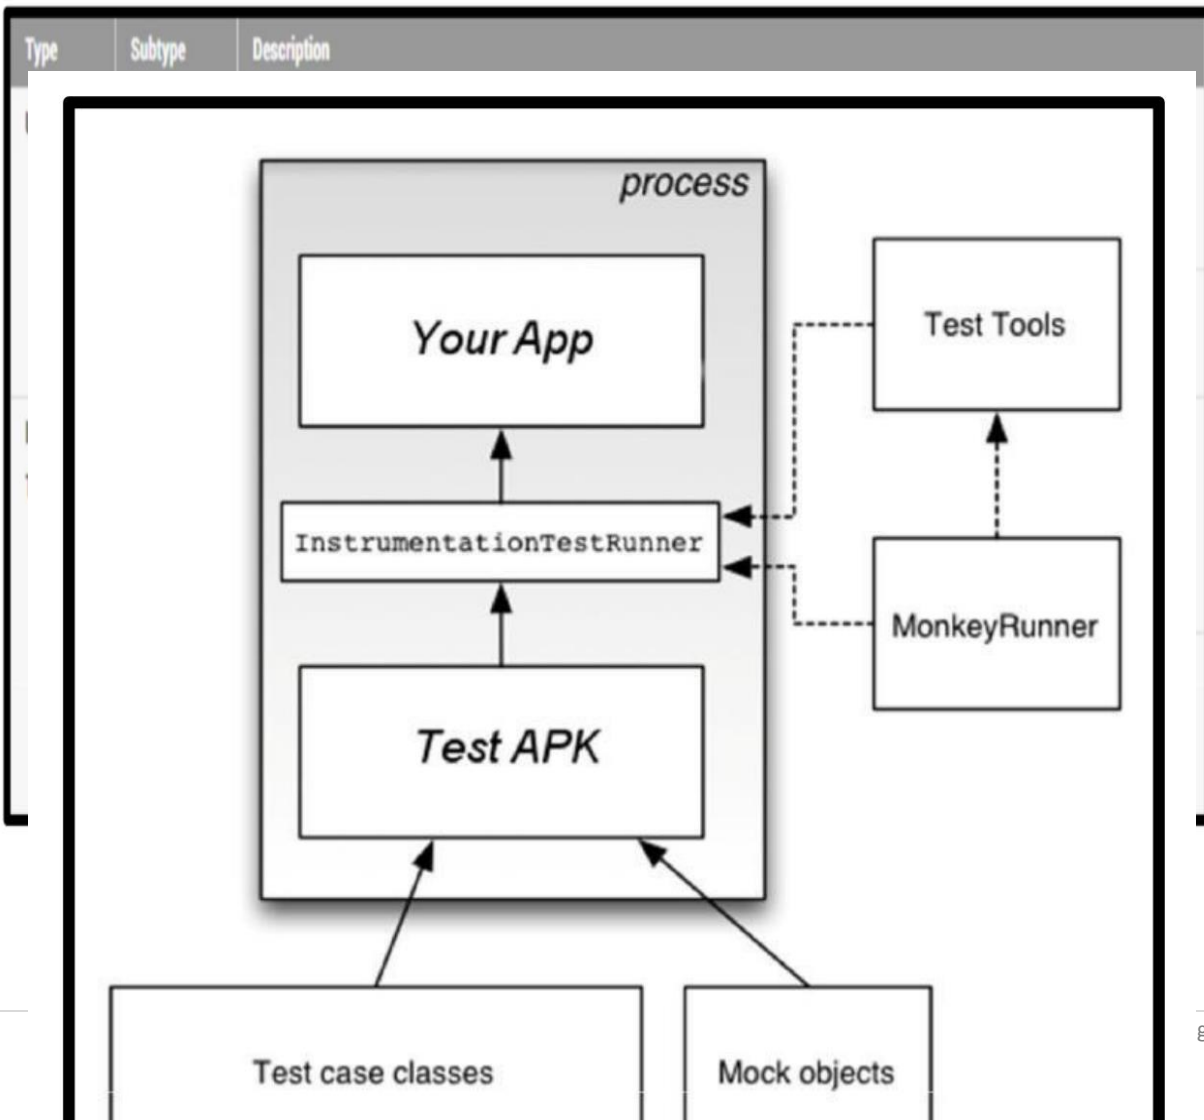 Type Subtype Description
process
Your App
Test Tools
InstrumentationTestRunner
MonkeyRunner
Test APK
Test case classes
Mock objects